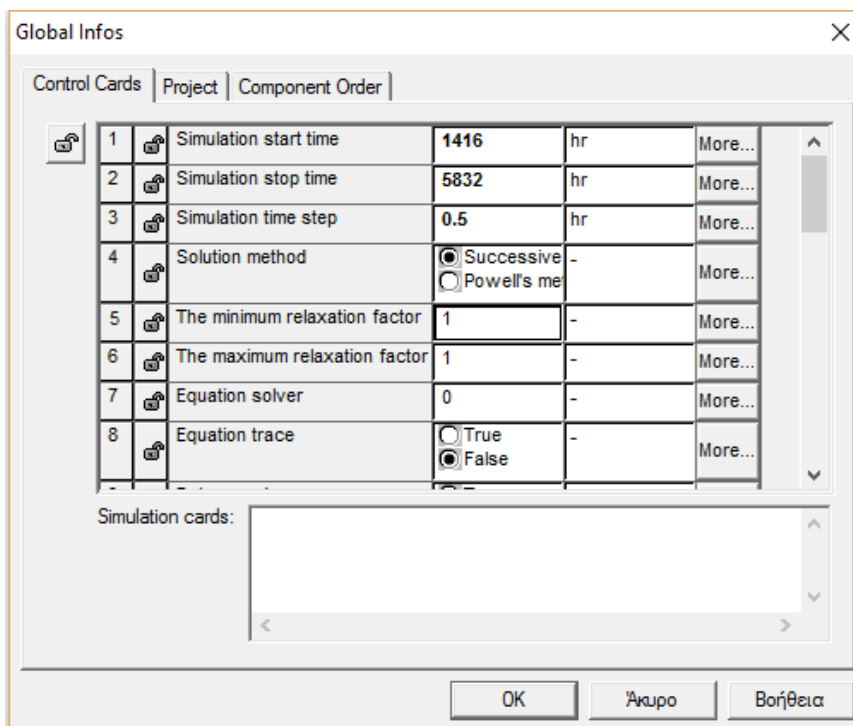 Global Infos
Control Cards Project Component Order
1 Simulation start time 1416 hr More...
2 Simulation stop time 5832 hr More...
3 Simulation time step 0.5 hr More...
4 Solution method Successive - More...
Powell's me
5 The minimum relaxation factor 1 - More...
6 The maximum relaxation factor 1 - More...
7 Equation solver 0 - More...
8 Equation trace True - More...
False
Simulation cards:
OK Άκυρο Βοήθεια